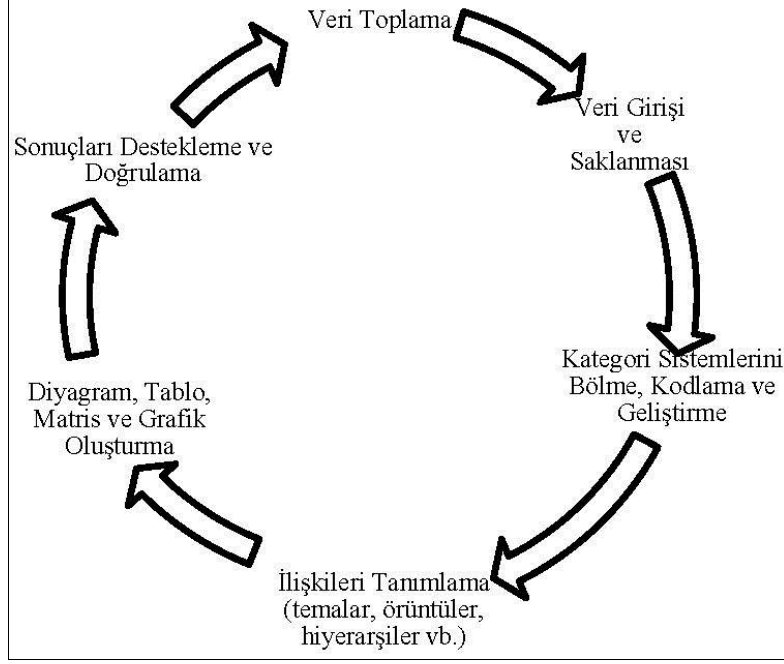 Veri Toplama
Veri Girişi
ve
Saklanması
Kategori Sistemlerini
Bölme, Kodlama ve
Geliştirme
İlişkileri Tanımlama
(temalar, örüntüler,
hiyerarşiler vb.)
Diyagram, Tablo,
Matris ve Grafik
Oluşturma
Sonuçları Destekleme ve
Doğrulama